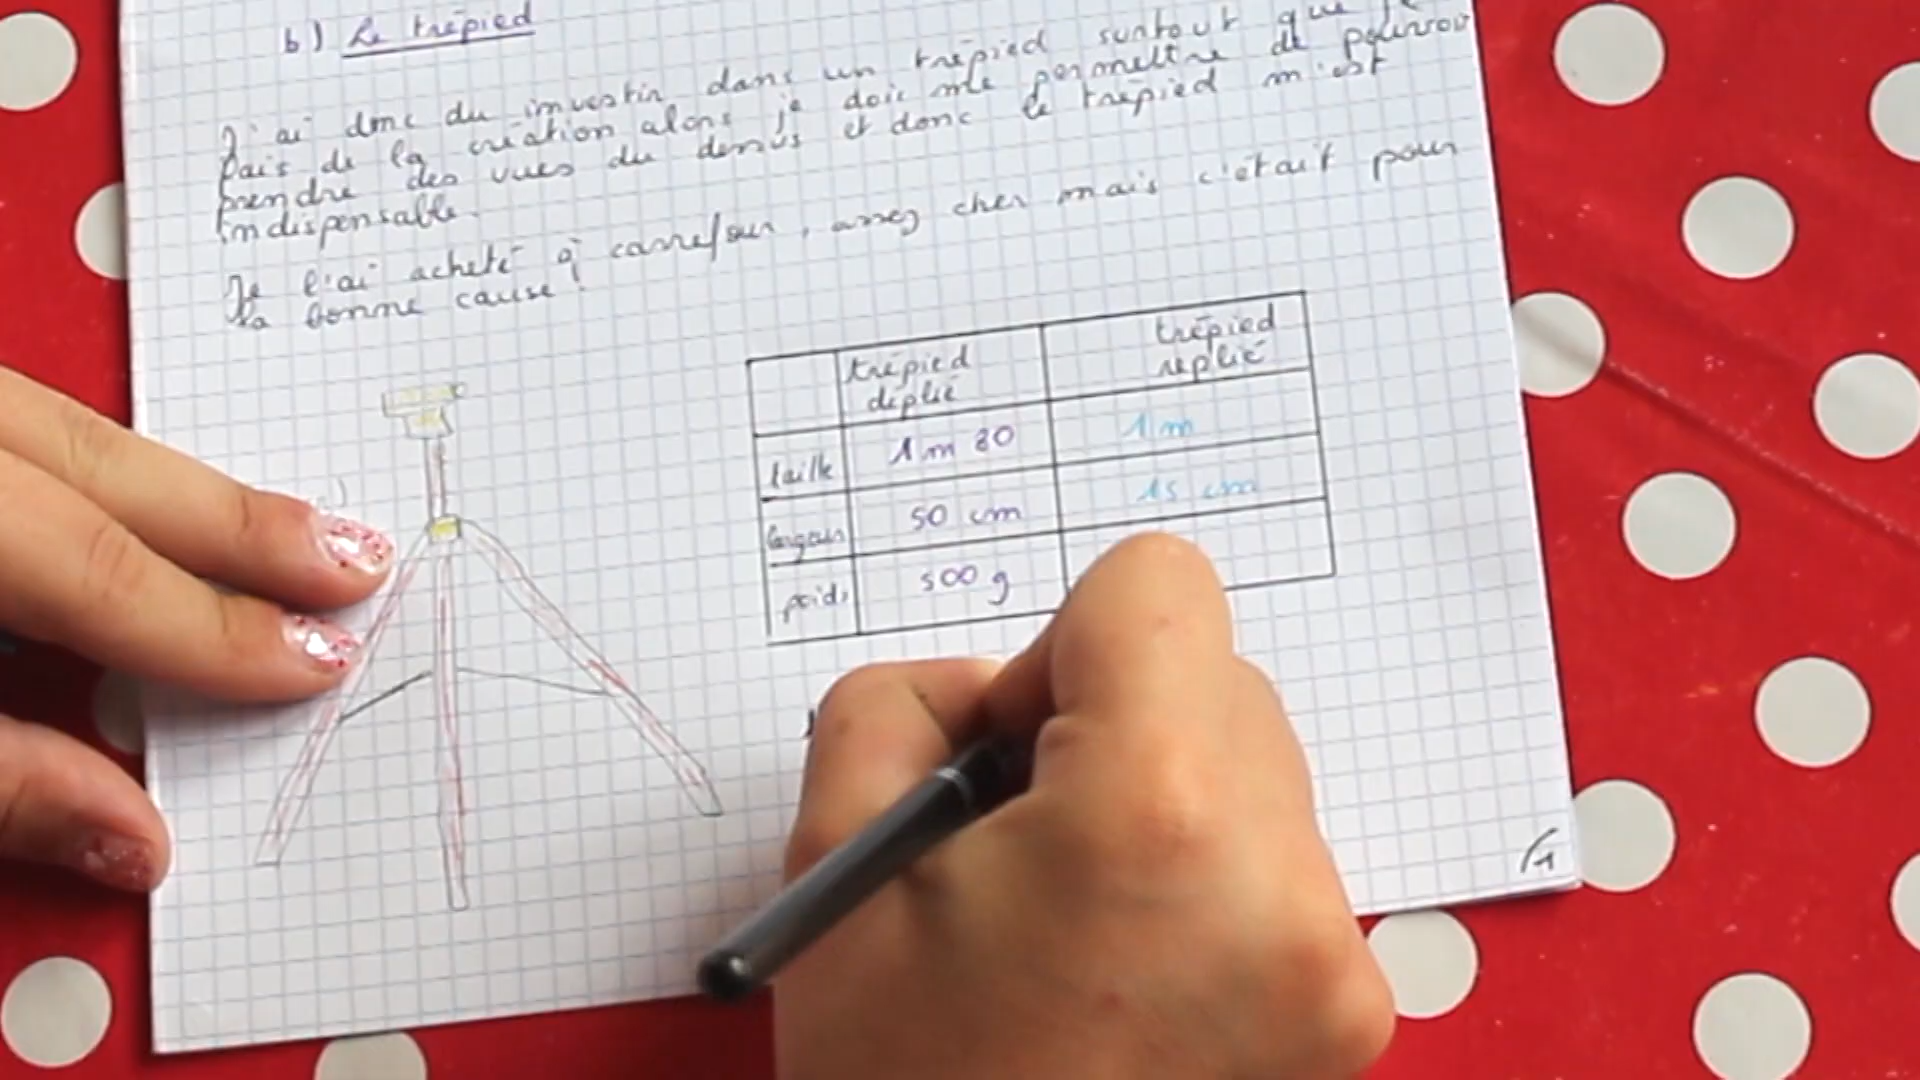 b) Le trépied
J'ai donc du investir dans un trépied surtout que je
fais de la création alors je dois me permettre de pouvoir
prendre des vues du dessus et donc le trépied m'est
indispensable.
Je l'ai acheté à carrefour, assez cher mais c'était pour
la bonne cause !
trépied déplié
trépied replié
taille 1 m 80 1 m
largeur 50 cm 15 cm
poids 500 g